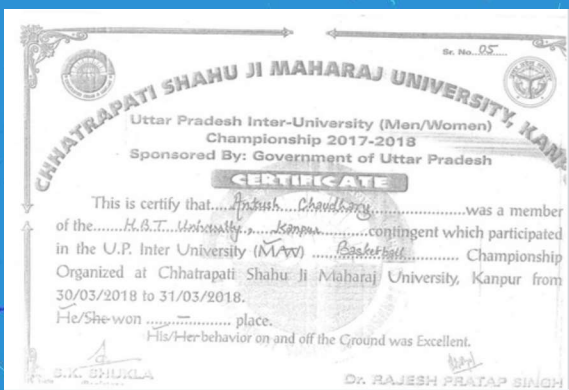 Sr. No. 05
CHHATRAPATI SHAHU JI MAHARAJ UNIVERSITY, KANP
Uttar Pradesh Inter-University (Men/Women)
Championship 2017-2018
Sponsored By: Government of Uttar Pradesh
CERTIFICATE
This is certify that.... Chaudhary ....was a member
of the.... H.B.T. University, Kanpur ....contingent which participated
in the U.P. Inter University (M/W) .... Basketball .... Championship
Organized at Chhatrapati Shahu Ji Maharaj University, Kanpur from
30/03/2018 to 31/03/2018.
He/She won .... – .... place.
His/Her behavior on and off the Ground was Excellent.
S.K. SHUKLA
Dr. RAJESH PRATAP SINGH